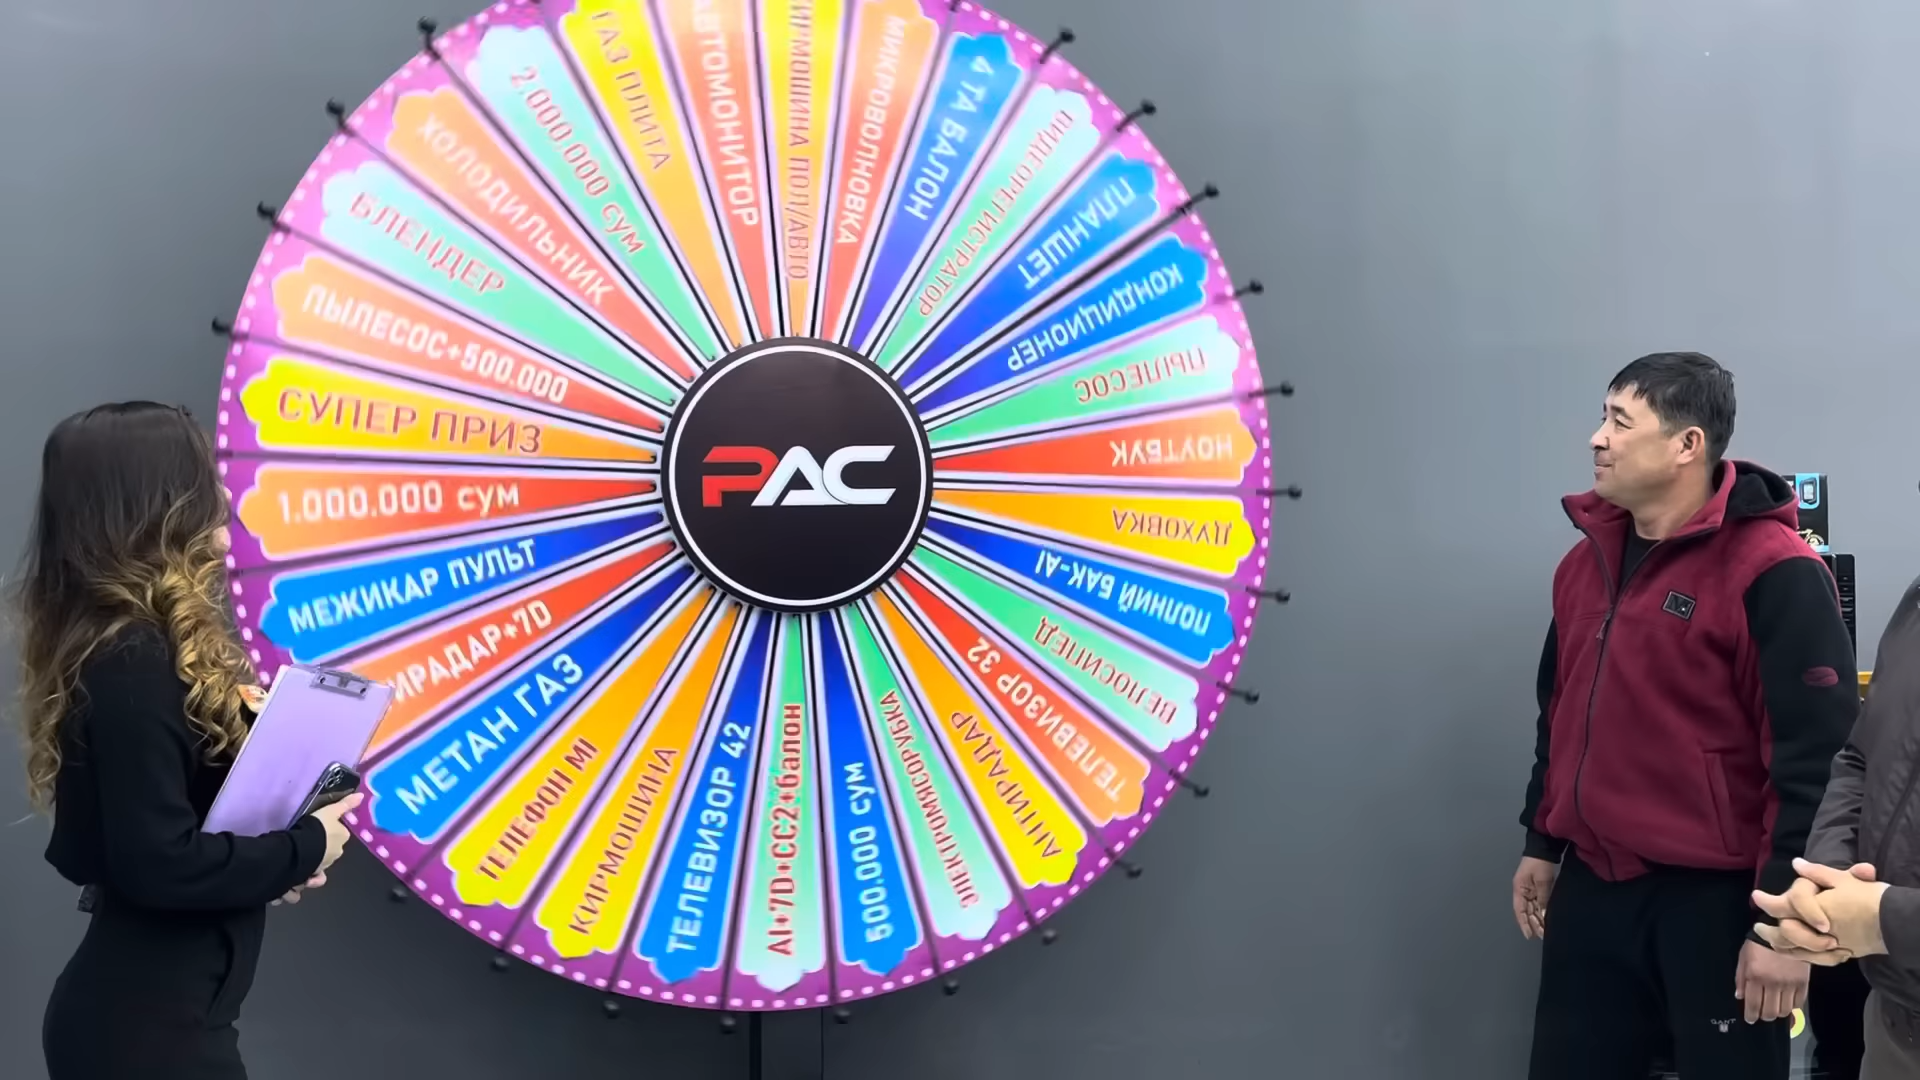 ГАЗ ПЛИТА
АВТОМОНИТОР
КИРМОШИНА ПОЛ/АВТО
МИКРОВОЛНОВКА
4 ТА БАЛОН
ВИДЕОРЕГИСТРАТОР
ПЛАНШЕТ
КОНДИЦИОНЕР
ПЫЛЕСОС
НОУТБУК
ДУХОВКА
ПОЛНИЙ БАК-AI
ВЕЛОСИПЕД
ТЕЛЕВИЗОР 32
АНТИРАДАР
ЭЛЕКТРОМЯСОРУБКА
500.000 сум
AI+7D+CC2+балон
ТЕЛЕВИЗОР 42
КИРМОШИНА
ТЕЛЕФОН MI
МЕТАН ГАЗ
ИРАДАР+7D
МЕЖИКАР ПУЛЬТ
1.000.000 сум
СУПЕР ПРИЗ
ПЫЛЕСОС+500.000
БЛЕНДЕР
ХОЛОДИЛЬНИК
2.000.000 сум
PAC
GANT